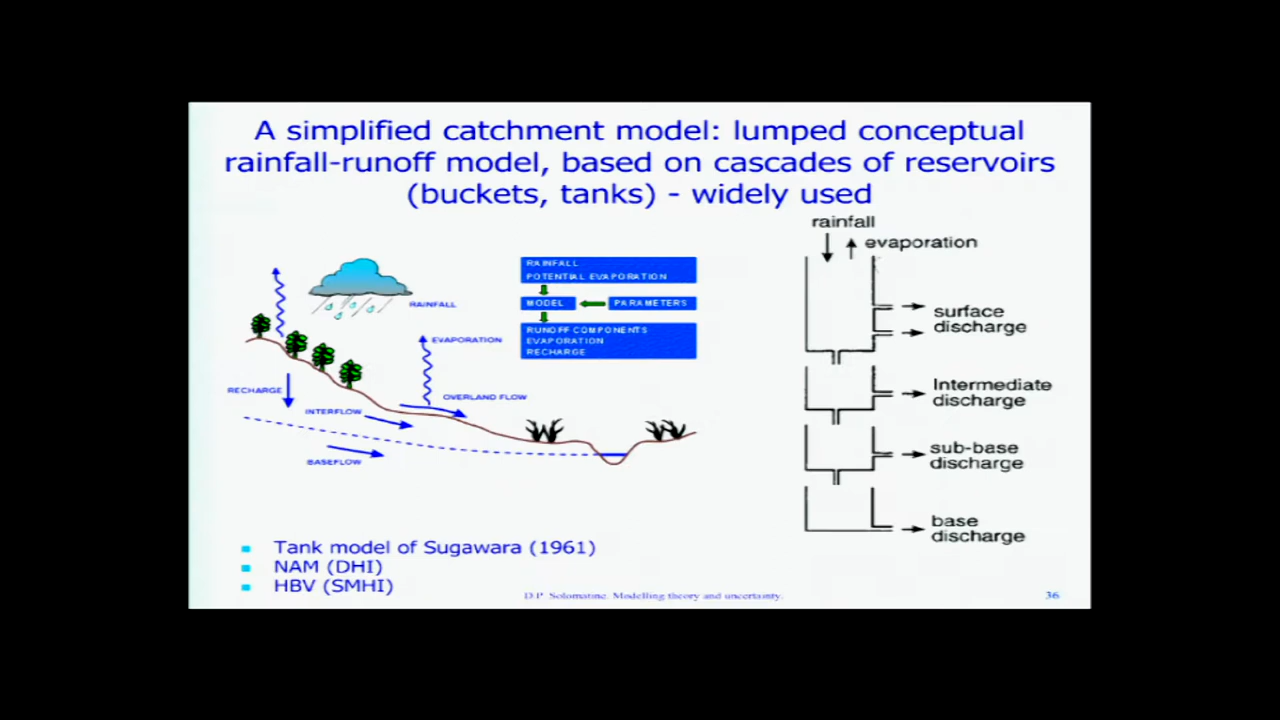 A simplified catchment model: lumped conceptual
rainfall-runoff model, based on cascades of reservoirs
(buckets, tanks) - widely used
RAINFALL
EVAPORATION
RECHARGE
OVERLAND FLOW
INTERFLOW
BASEFLOW
RAINFALL
POTENTIAL EVAPORATION
MODEL
PARAMETERS
RUNOFF COMPONENTS
EVAPORATION
RECHARGE
rainfall
evaporation
surface
discharge
Intermediate
discharge
sub-base
discharge
base
discharge
Tank model of Sugawara (1961)
NAM (DHI)
HBV (SMHI)
D.P. Solomatine. Modelling theory and uncertainty.
36